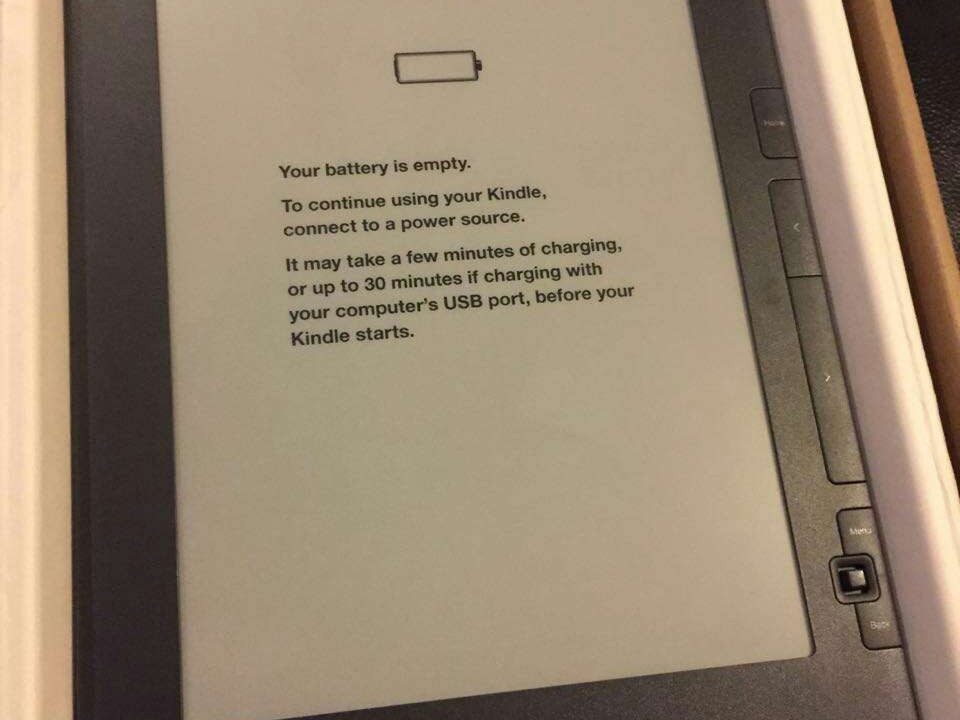 Your battery is empty.
To continue using your Kindle,
connect to a power source.
It may take a few minutes of charging,
or up to 30 minutes if charging with
your computer's USB port, before your
Kindle starts.
Home
Menu
Back